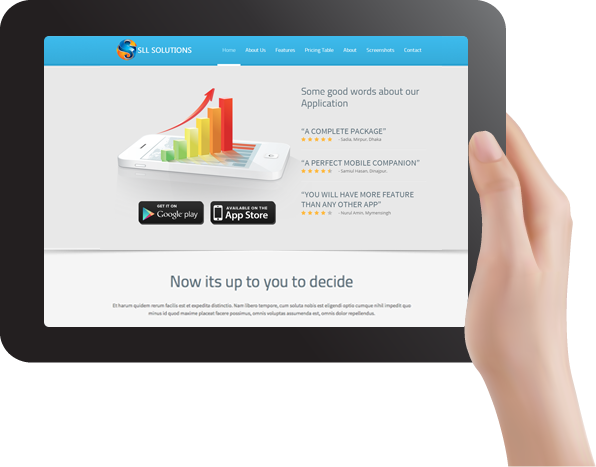 SLL SOLUTIONS
Home About Us Features Pricing Table About Screenshots Contact
Some good words about our
Application
“A COMPLETE PACKAGE”
- Sadia, Mirpur, Dhaka
“A PERFECT MOBILE COMPANION”
- Samiul Hasan, Dinajpur
“YOU WILL HAVE MORE FEATURE
THAN ANY OTHER APP”
- Nurul Amin, Mymensingh
GET IT ON
Google play
AVAILABLE ON THE
App Store
Now its up to you to decide
Et harum quidem rerum facilis est et expedita distinctio. Nam libero tempore, cum soluta nobis est eligendi optio cumque nihil impedit quo
minus id quod maxime placeat facere possimus, omnis voluptas assumenda est, omnis dolor repellendus.